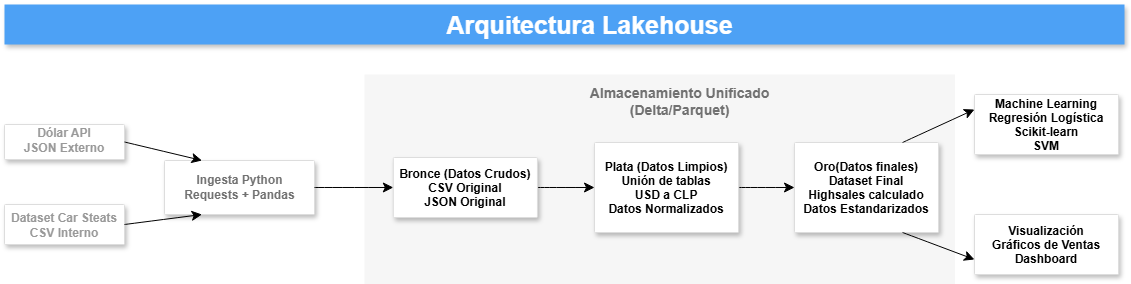 Arquitectura Lakehouse
Almacenamiento Unificado
(Delta/Parquet)
Dólar API
JSON Externo
Dataset Car Steats
CSV Interno
Ingesta Python
Requests + Pandas
Bronce (Datos Crudos)
CSV Original
JSON Original
Plata (Datos Limpios)
Unión de tablas
USD a CLP
Datos Normalizados
Oro(Datos finales)
Dataset Final
Highsales calculado
Datos Estandarizados
Machine Learning
Regresión Logística
Scikit-learn
SVM
Visualización
Gráficos de Ventas
Dashboard